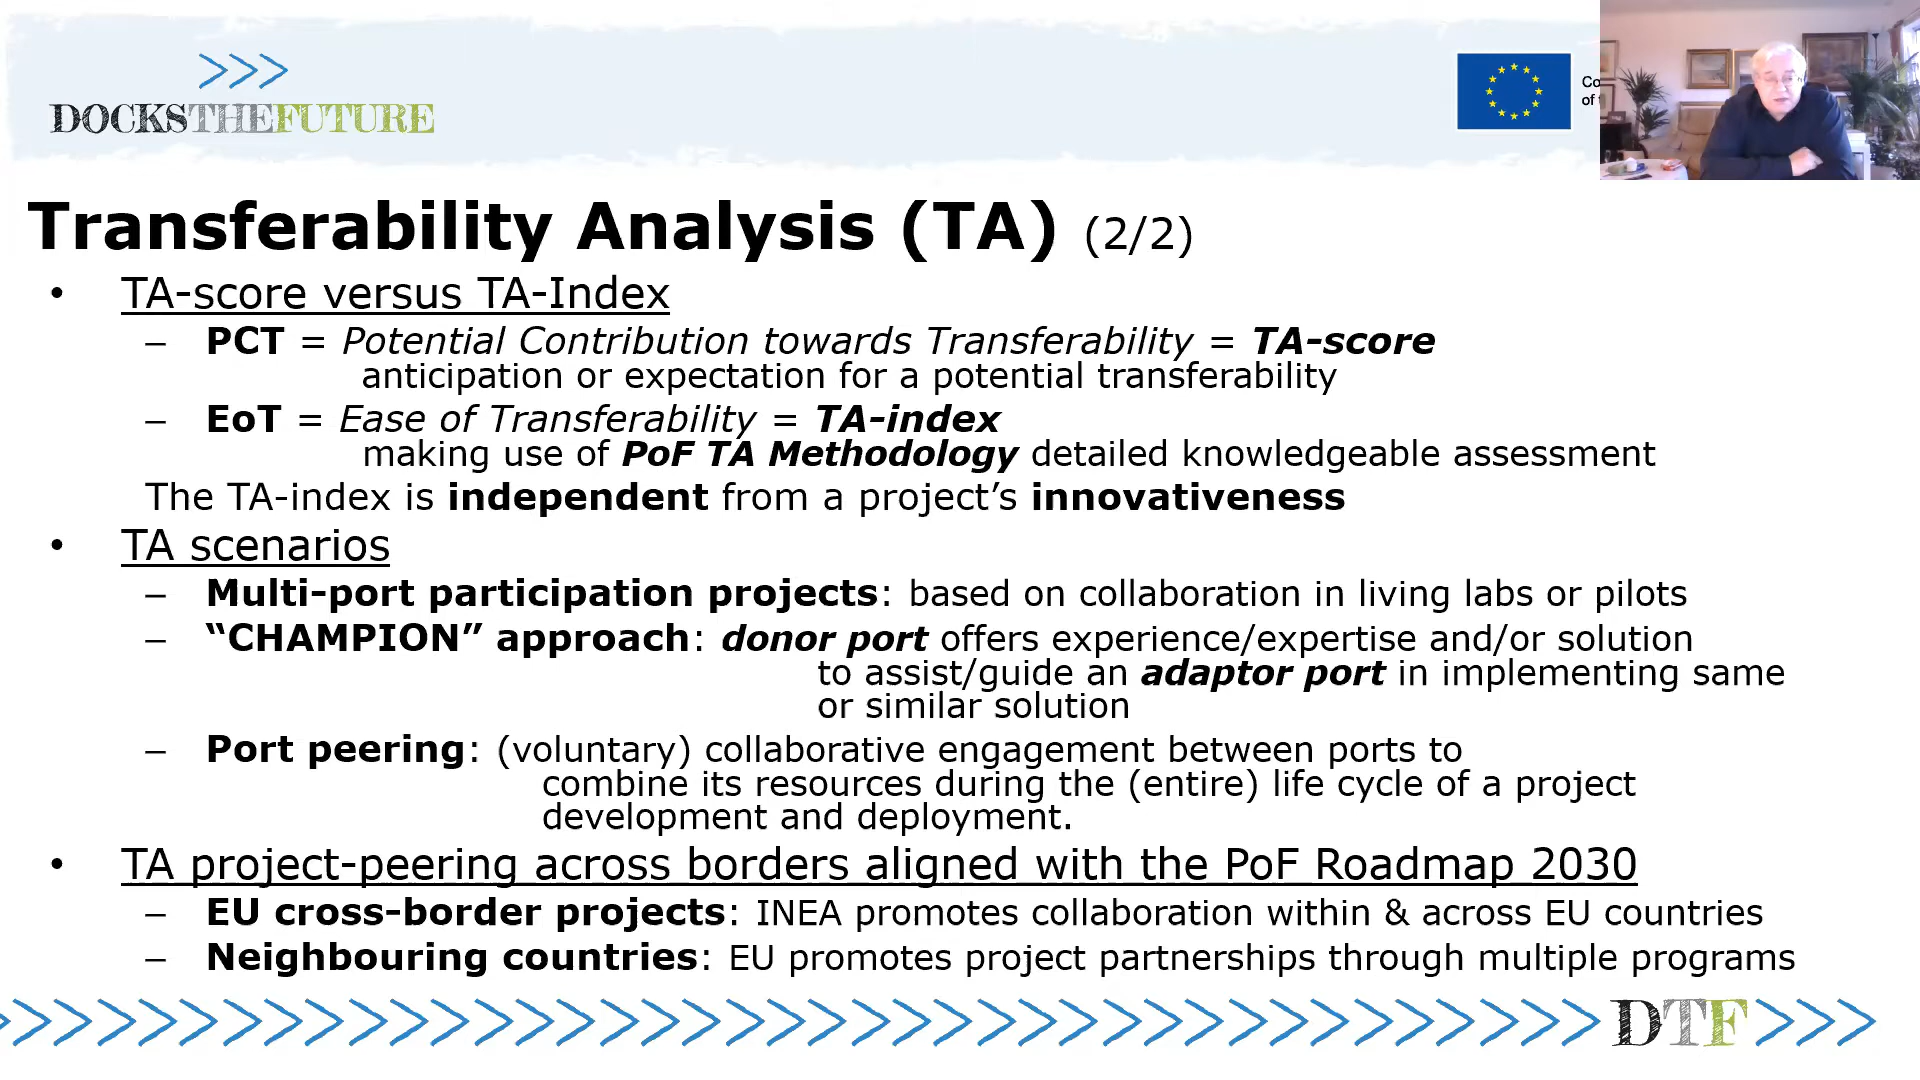 >>>
DOCKSTHEFUTURE
Co
of
Transferability Analysis (TA) (2/2)
• TA-score versus TA-Index
– PCT = Potential Contribution towards Transferability = TA-score
anticipation or expectation for a potential transferability
– EoT = Ease of Transferability = TA-index
making use of PoF TA Methodology detailed knowledgeable assessment
The TA-index is independent from a project’s innovativeness
• TA scenarios
– Multi-port participation projects: based on collaboration in living labs or pilots
– “CHAMPION” approach: donor port offers experience/expertise and/or solution
to assist/guide an adaptor port in implementing same
or similar solution
– Port peering: (voluntary) collaborative engagement between ports to
combine its resources during the (entire) life cycle of a project
development and deployment.
• TA project-peering across borders aligned with the PoF Roadmap 2030
– EU cross-border projects: INEA promotes collaboration within & across EU countries
– Neighbouring countries: EU promotes project partnerships through multiple programs
DTF